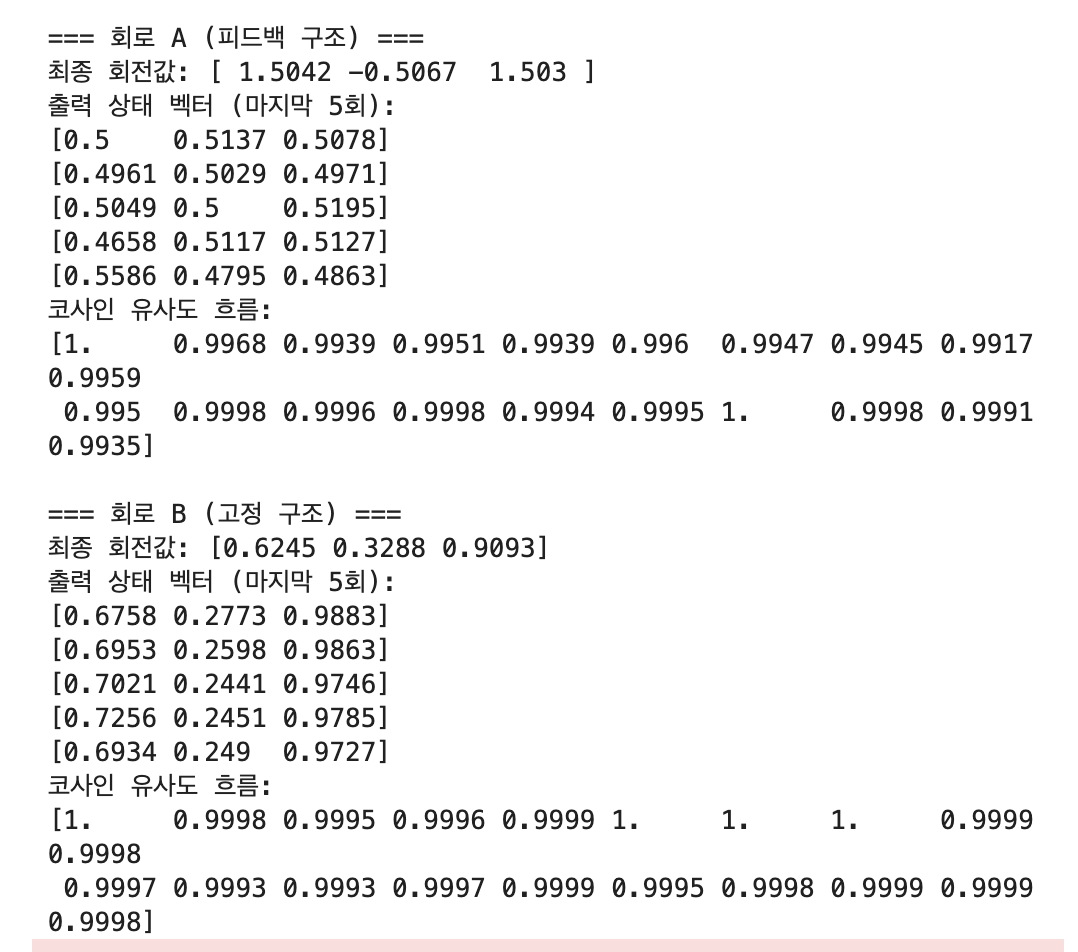 === 회로 A (피드백 구조) ===
최종 회전값: [ 1.5042 -0.5067  1.503 ]
출력 상태 벡터 (마지막 5회):
[0.5    0.5137 0.5078]
[0.4961 0.5029 0.4971]
[0.5049 0.5    0.5195]
[0.4658 0.5117 0.5127]
[0.5586 0.4795 0.4863]
코사인 유사도 흐름:
[1.     0.9968 0.9939 0.9951 0.9939 0.996  0.9947 0.9945 0.9917
0.9959
 0.995  0.9998 0.9996 0.9998 0.9994 0.9995 1.     0.9998 0.9991
0.9935]

=== 회로 B (고정 구조) ===
최종 회전값: [0.6245 0.3288 0.9093]
출력 상태 벡터 (마지막 5회):
[0.6758 0.2773 0.9883]
[0.6953 0.2598 0.9863]
[0.7021 0.2441 0.9746]
[0.7256 0.2451 0.9785]
[0.6934 0.249  0.9727]
코사인 유사도 흐름:
[1.     0.9998 0.9995 0.9996 0.9999 1.     1.     1.     0.9999
0.9998
 0.9997 0.9993 0.9993 0.9997 0.9999 0.9995 0.9998 0.9999 0.9999
0.9998]